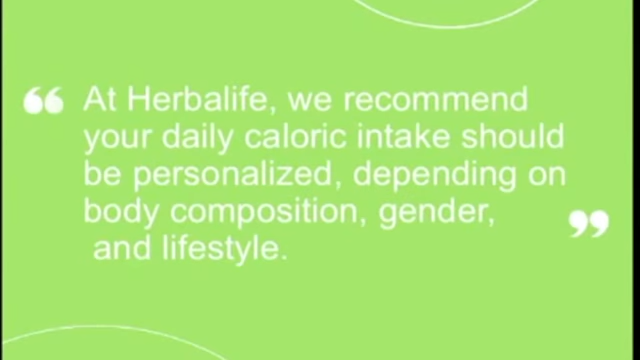 “ At Herbalife, we recommend
your daily caloric intake should
be personalized, depending on
body composition, gender, ”
and lifestyle.